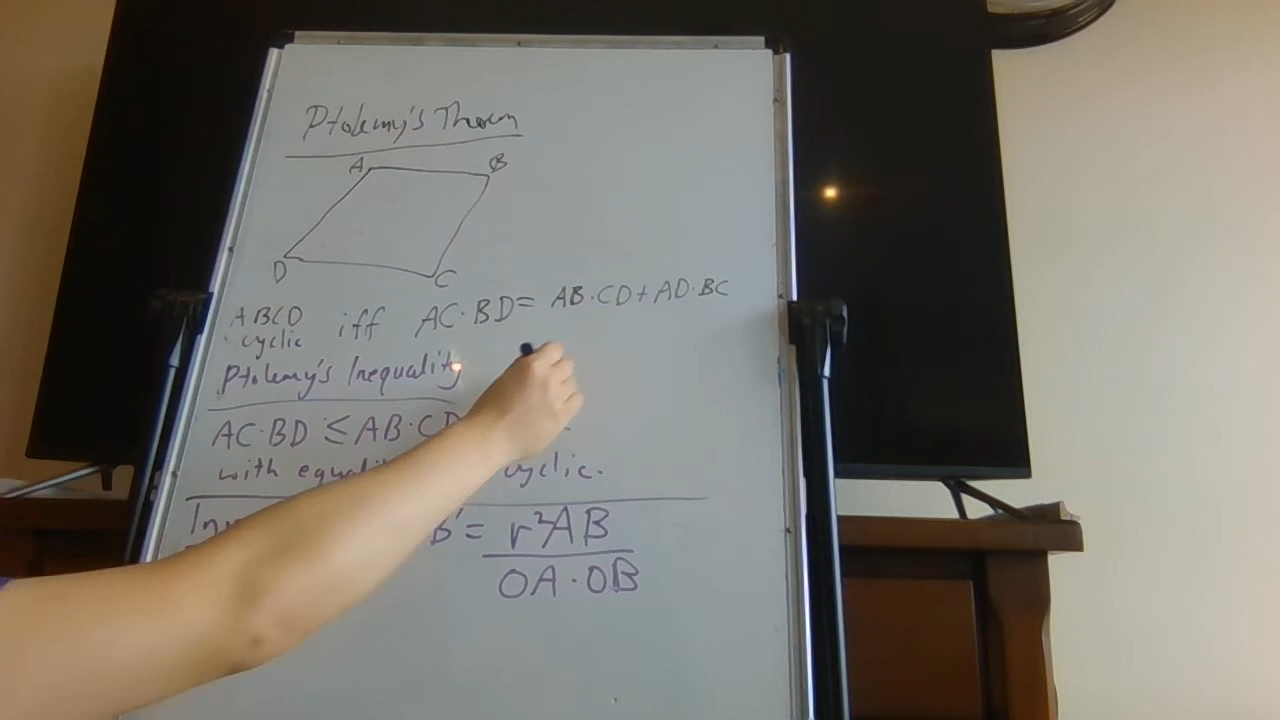 Ptolemy's Theorem
A B
D C
ABCD
cyclic iff AC·BD= AB·CD+AD·BC
Ptolemy's Inequality
AC·BD ≤ AB·CD
with cyclic.
B' = r²AB
OA·OB